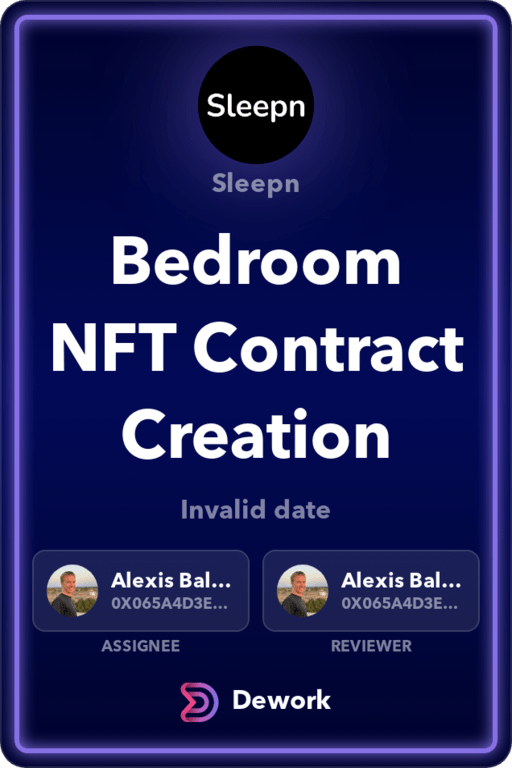 Sleepn
Sleepn
Bedroom
NFT Contract
Creation
Invalid date
Alexis Bal... Alexis Bal...
0X065A4D3E... 0X065A4D3E...
ASSIGNEE REVIEWER
Dework